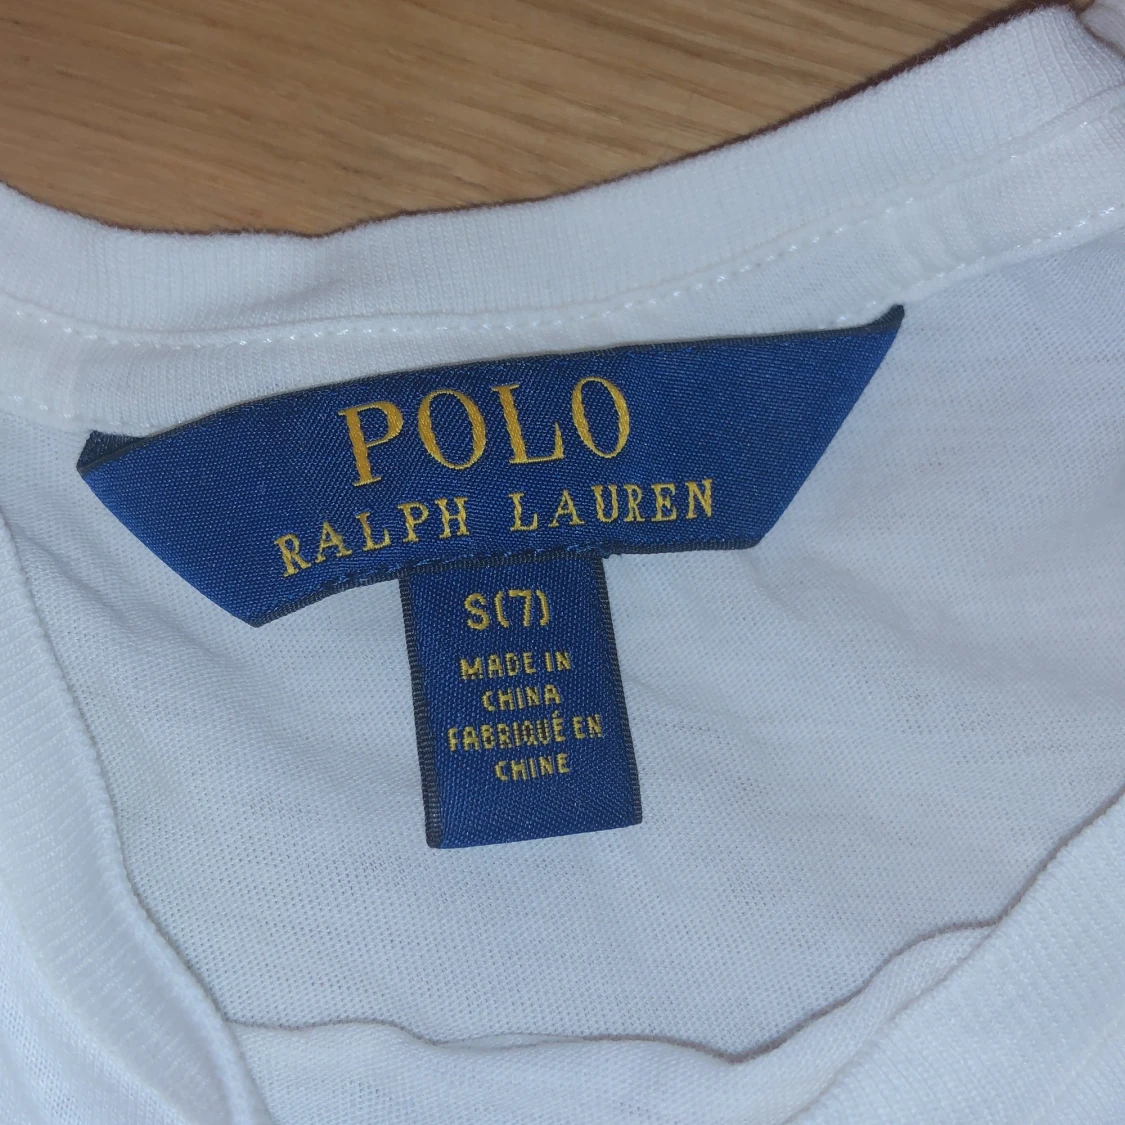 POLO
RALPH LAUREN
S(7)
MADE IN
CHINA
FABRIQUÉ EN
CHINE